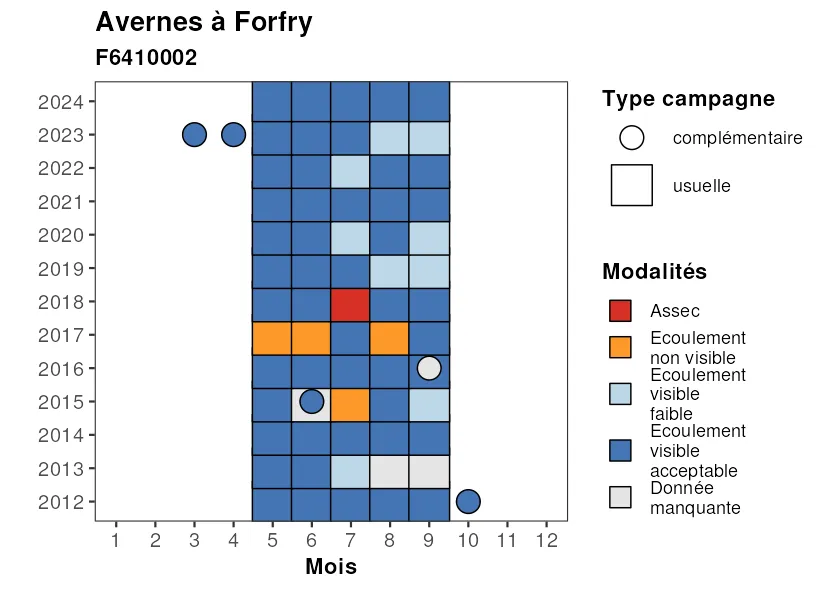 Avernes à Forfry
F6410002
2024
2023
2022
2021
2020
2019
2018
2017
2016
2015
2014
2013
2012
1 2 3 4 5 6 7 8 9 10 11 12
Mois
Type campagne
complémentaire
usuelle
Modalités
Assec
Ecoulement
non visible
Ecoulement
visible
faible
Ecoulement
visible
acceptable
Donnée
manquante